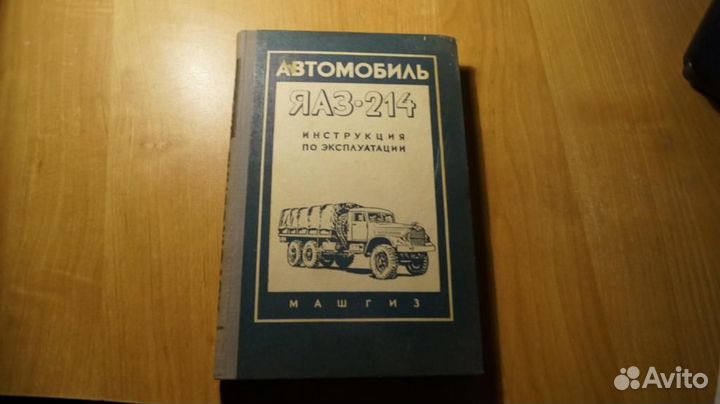 АВТОМОБИЛЬ
ЯАЗ-214
ИНСТРУКЦИЯ
ПО ЭКСПЛУАТАЦИИ
МАШГИЗ
Avito